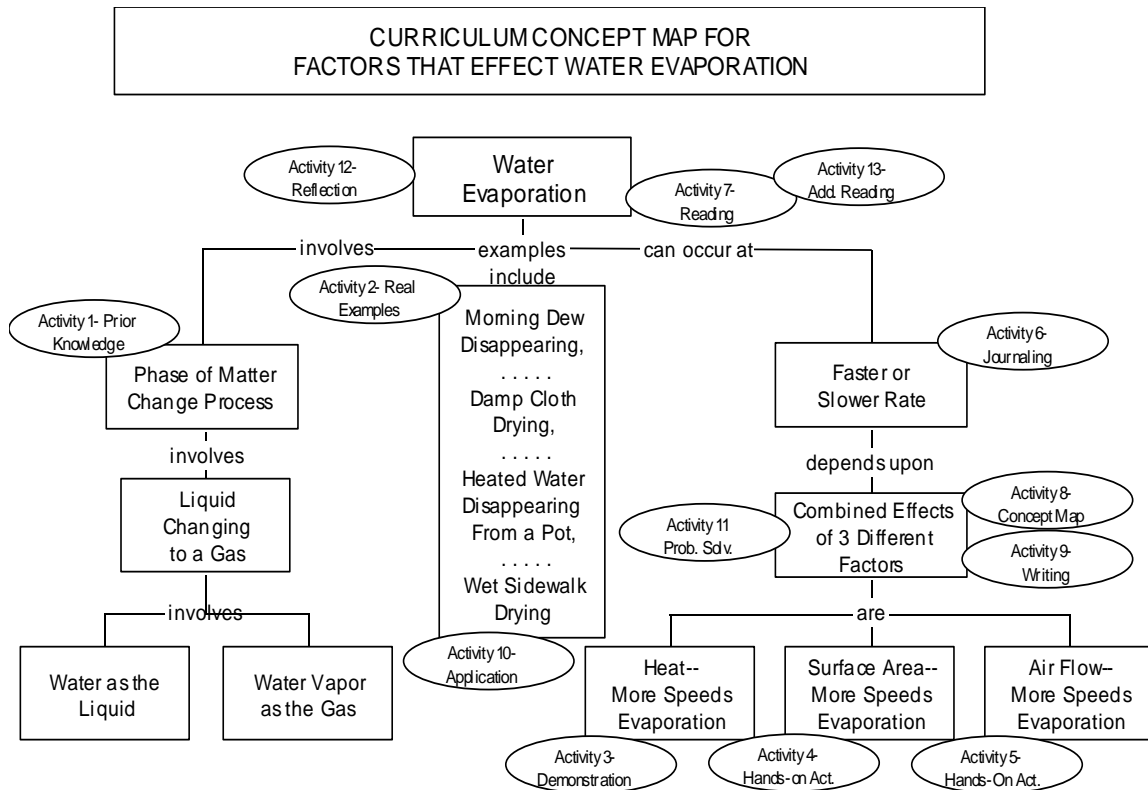 CURRICULUM CONCEPT MAP FOR
FACTORS THAT EFFECT WATER EVAPORATION
Activity 12-
Reflection
Water
Evaporation
Activity 7-
Reading
Activity 13-
Add. Reading
involves
examples
include
can occur at
Activity 1- Prior
Knowledge
Phase of Matter
Change Process
involves
Liquid
Changing
to a Gas
involves
Water as the
Liquid
Water Vapor
as the Gas
Activity 2- Real
Examples
Morning Dew
Disappearing,
. . . . .
Damp Cloth
Drying,
. . . . .
Heated Water
Disappearing
From a Pot,
. . . . .
Wet Sidewalk
Drying
Activity 10-
Application
Activity 6-
Journaling
Faster or
Slower Rate
depends upon
Activity 11
Prob. Solv.
Combined Effects
of 3 Different
Factors
Activity 8-
Concept Map
Activity 9-
Writing
are
Heat--
More Speeds
Evaporation
Surface Area--
More Speeds
Evaporation
Air Flow--
More Speeds
Evaporation
Activity 3-
Demonstration
Activity 4-
Hands-on Act.
Activity 5-
Hands-On Act.